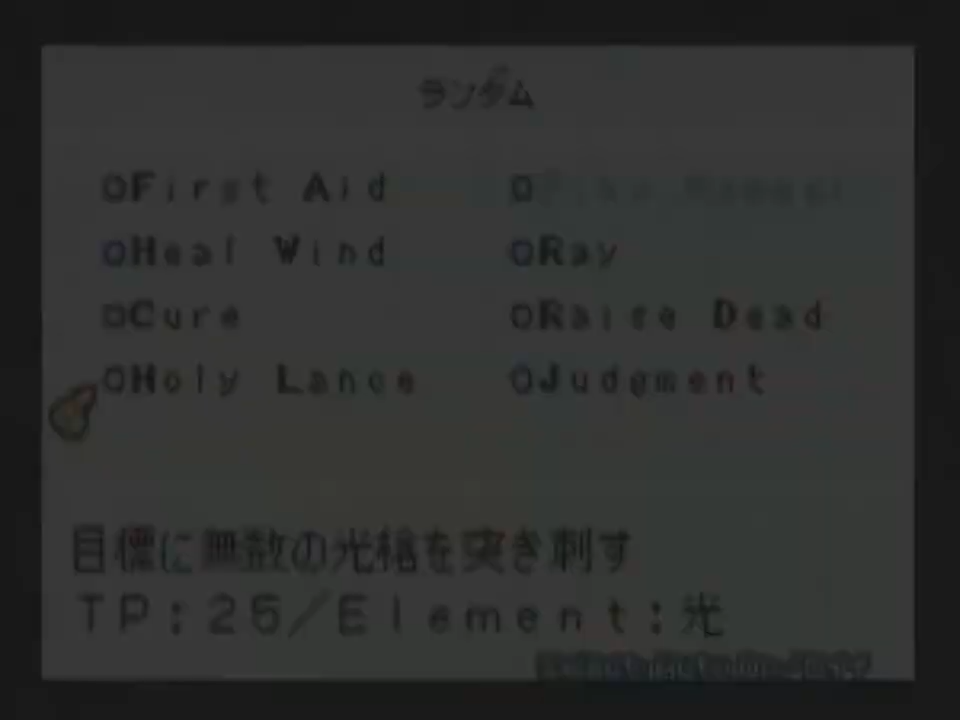 ランダム
First Aid
Heal Wind Ray
Cure Raise Dead
Holy Lance Judgment
目標に無数の光槍を突き刺す
TP:25/Element:光